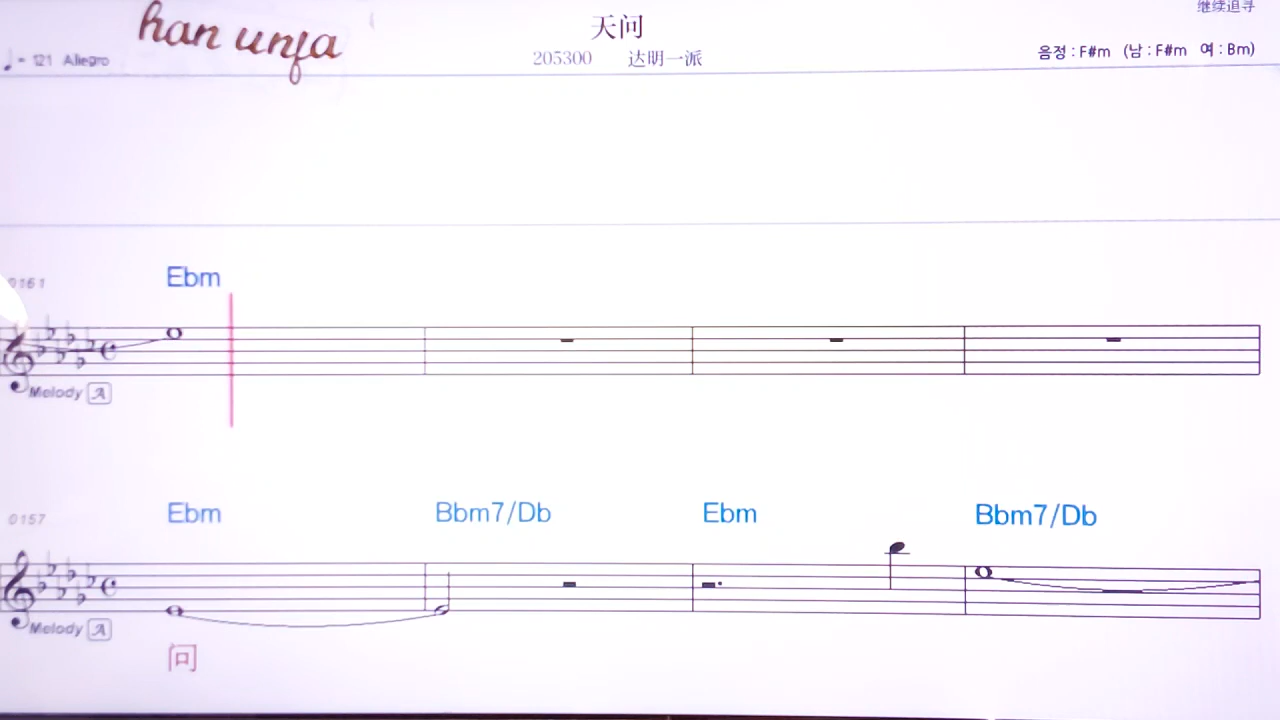 继续追寻
han unja
天问
♩= 121 Allegro
205300 达明一派
음정 : F#m (남 : F#m 여 : Bm)
Ebm
0161
Melody A
Ebm Bbm7/Db Ebm Bbm7/Db
0157
Melody A
问